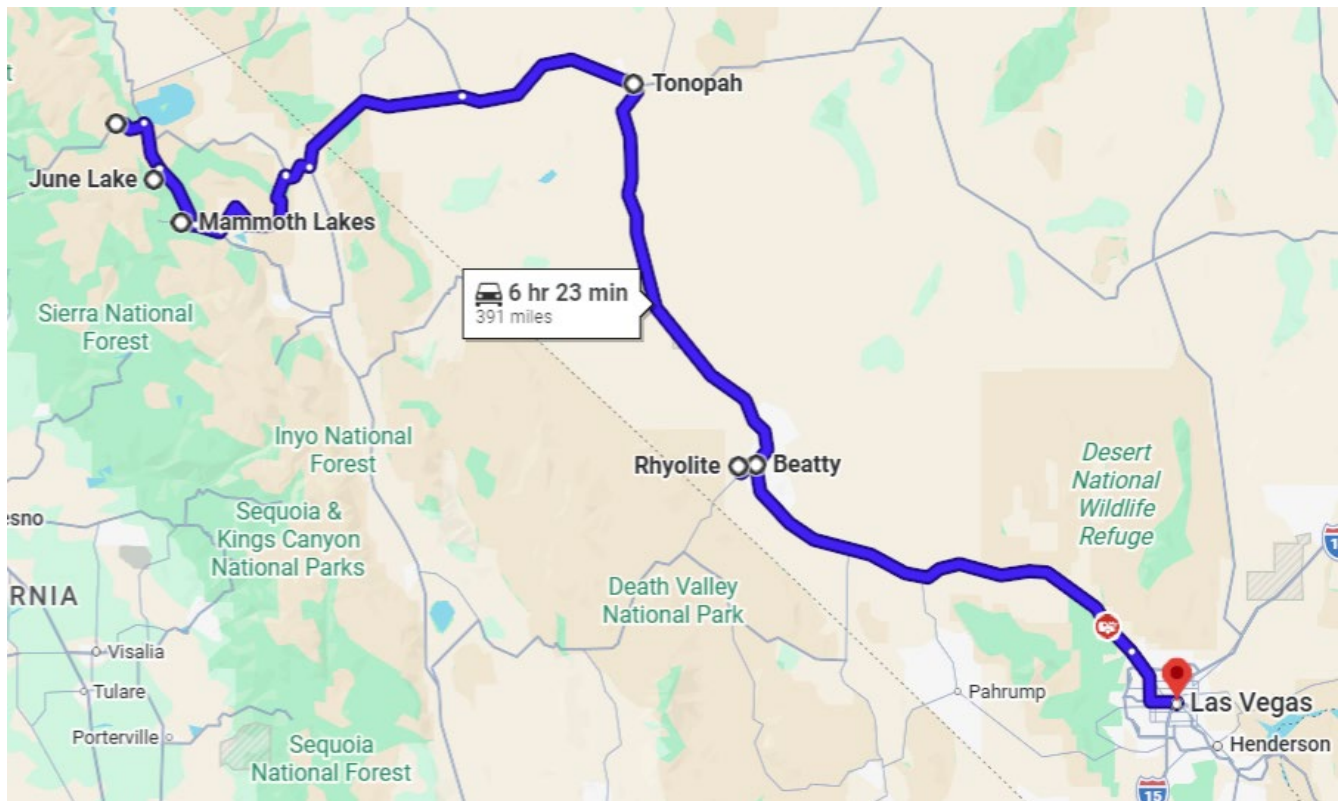 t
Tonopah
June Lake
Mammoth Lakes
6 hr 23 min
391 miles
Sierra National
Forest
Inyo National
Forest
Rhyolite
Beatty
Desert
National
Wildlife
Refuge
esno
Sequoia &
Kings Canyon
National Parks
RNIA
Death Valley
National Park
Visalia
Tulare
Pahrump
Las Vegas
Porterville
Sequoia
National Forest
Henderson
15